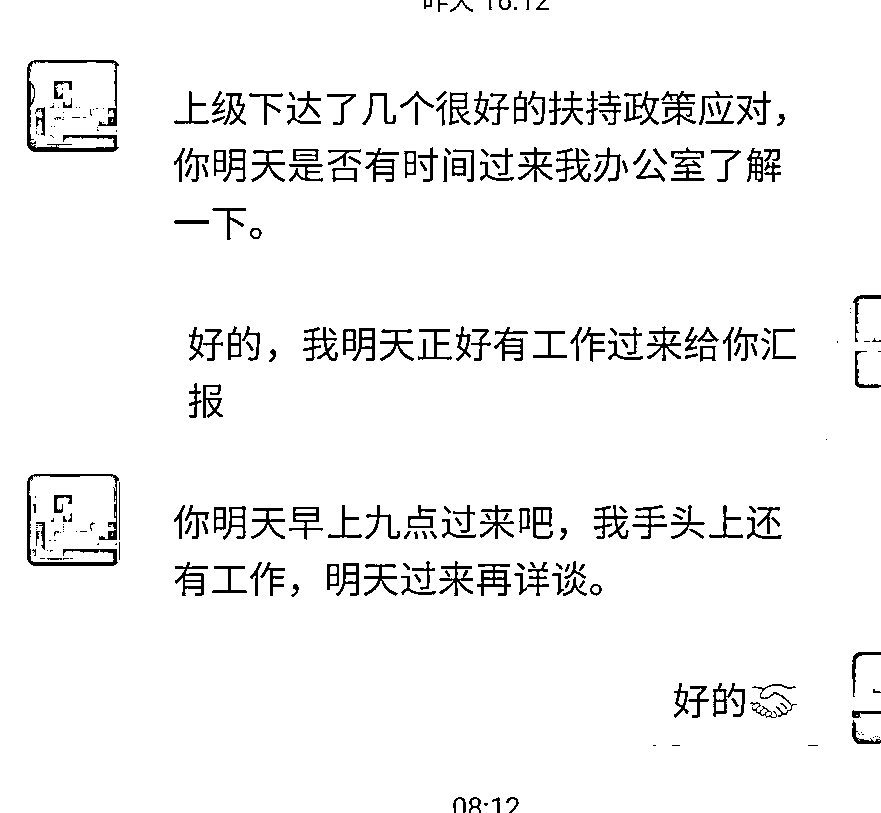 昨天 16:12
上级下达了几个很好的扶持政策应对，
你明天是否有时间过来我办公室了解
一下。
好的，我明天正好有工作过来给你汇
报
你明天早上九点过来吧，我手头上还
有工作，明天过来再详谈。
好的🤝
08:12